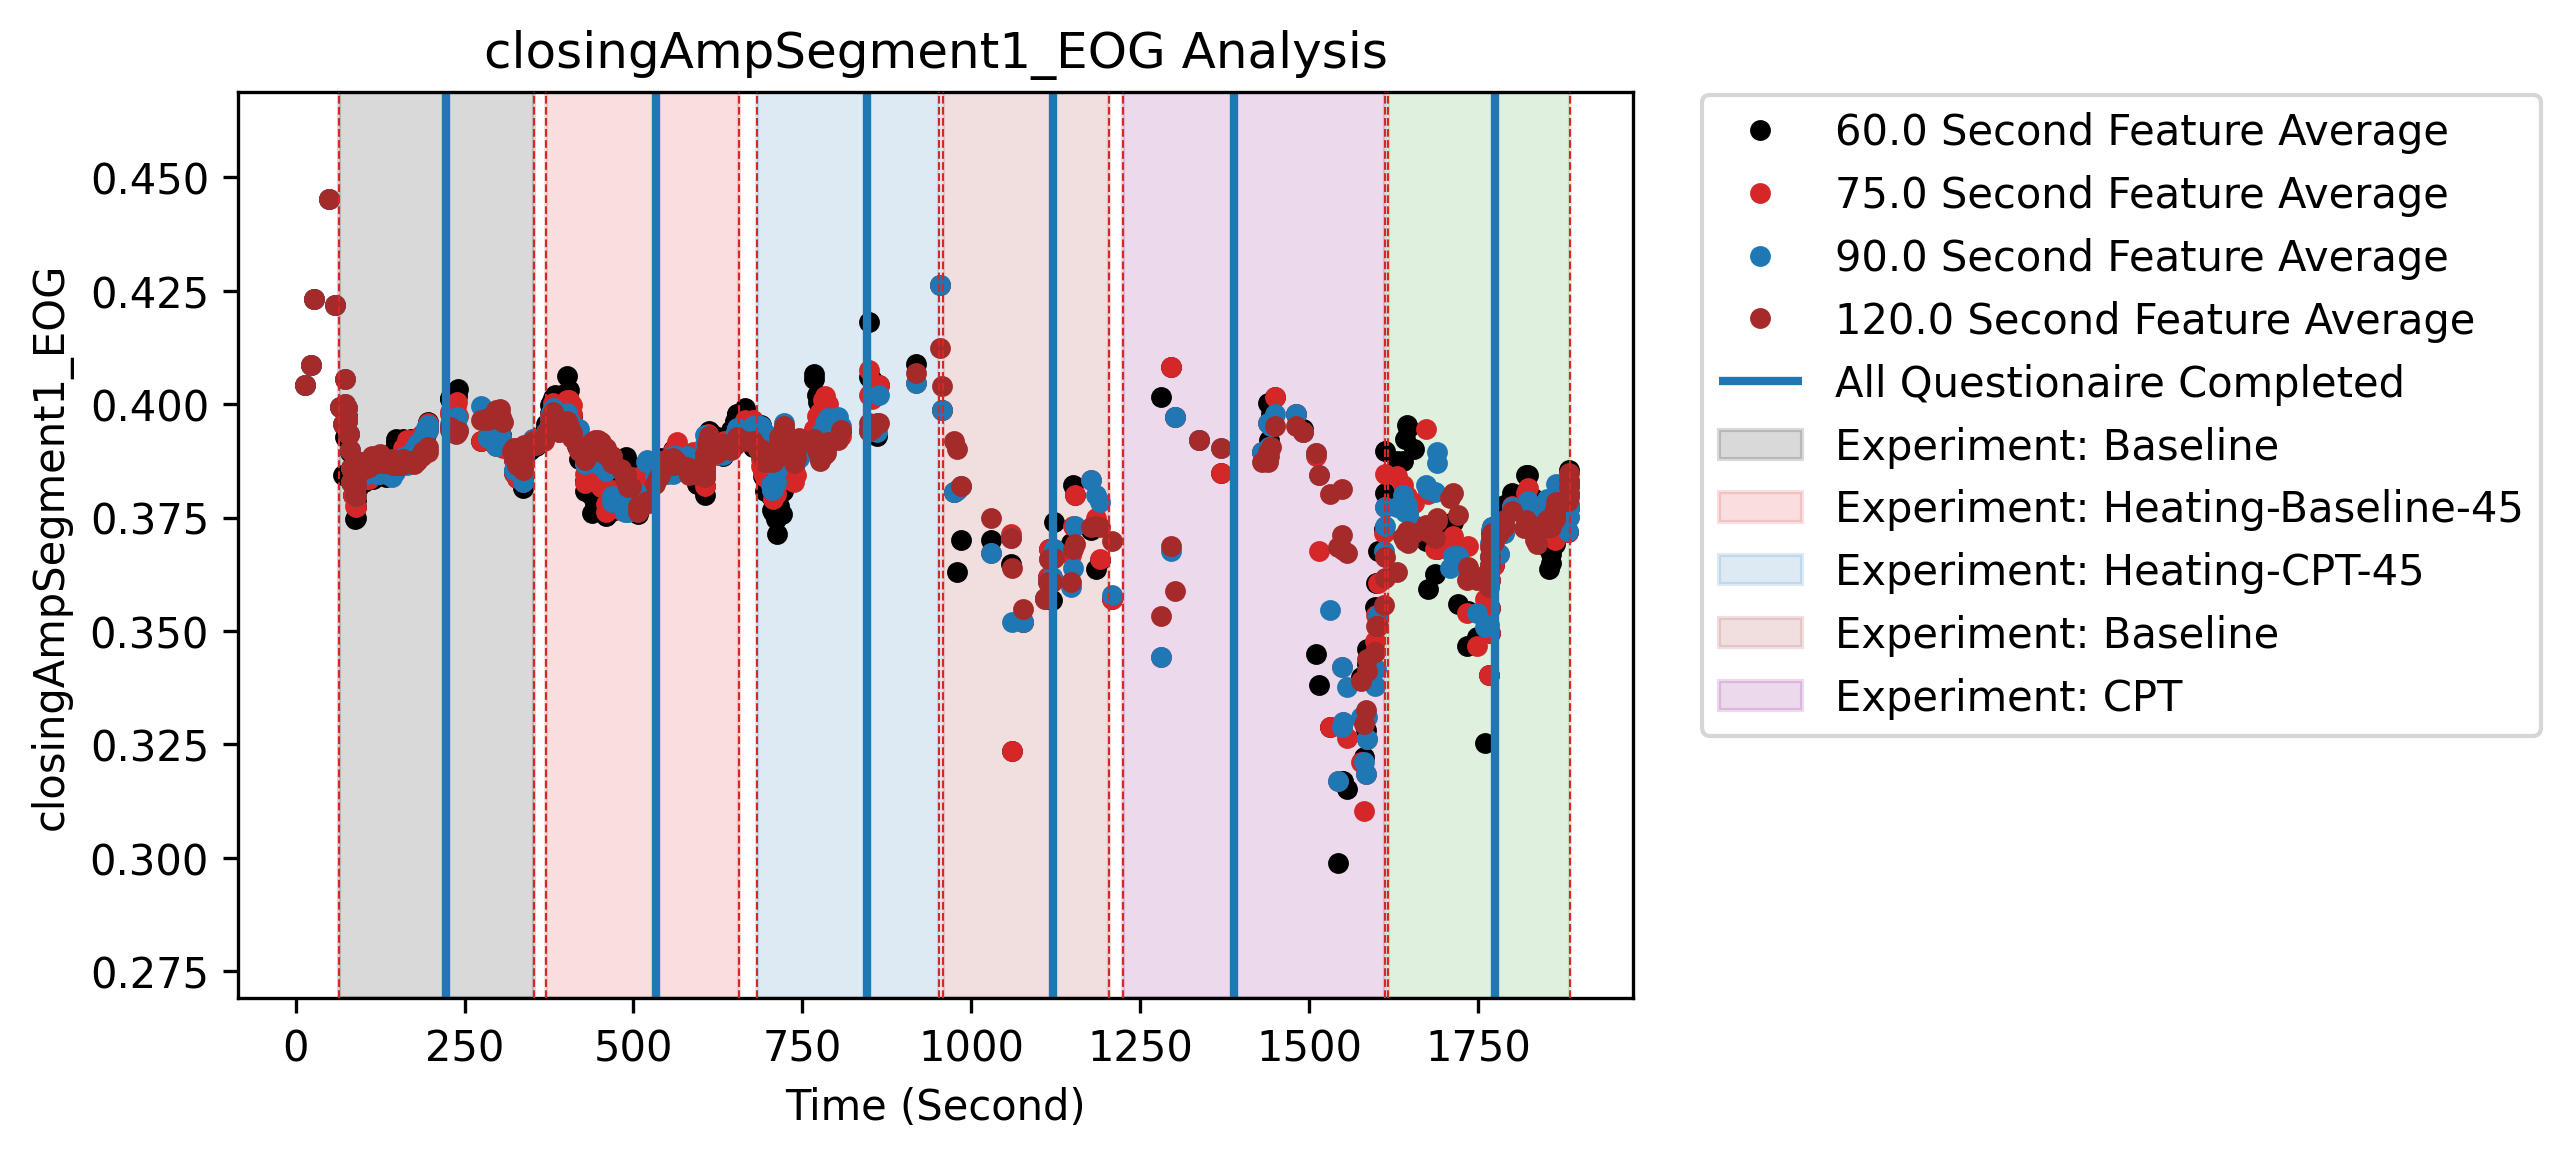 closingAmpSegment1_EOG Analysis
closingAmpSegment1_EOG
0.450
0.425
0.400
0.375
0.350
0.325
0.300
0.275
0
250
500
750
1000
1250
1500
1750
Time (Second)
60.0 Second Feature Average
75.0 Second Feature Average
90.0 Second Feature Average
120.0 Second Feature Average
All Questionaire Completed
Experiment: Baseline
Experiment: Heating-Baseline-45
Experiment: Heating-CPT-45
Experiment: Baseline
Experiment: CPT